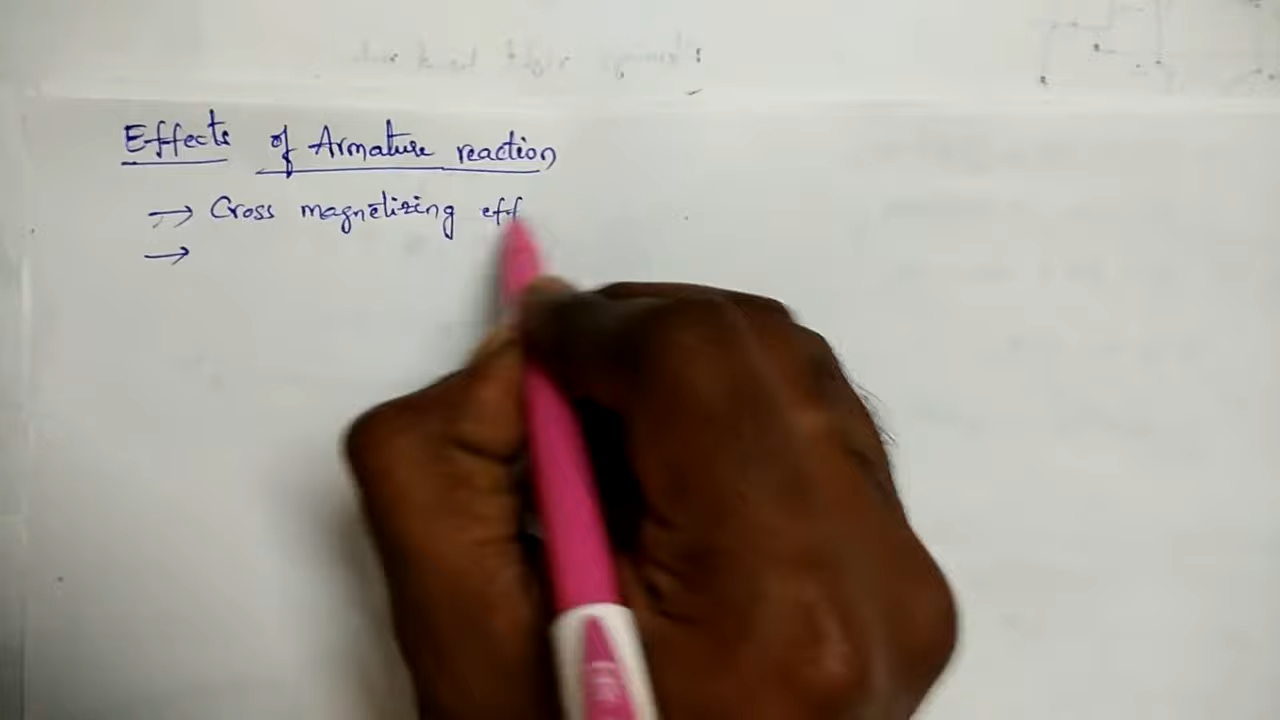 Effects of Armature reaction
→ Cross magnetizing eff
→